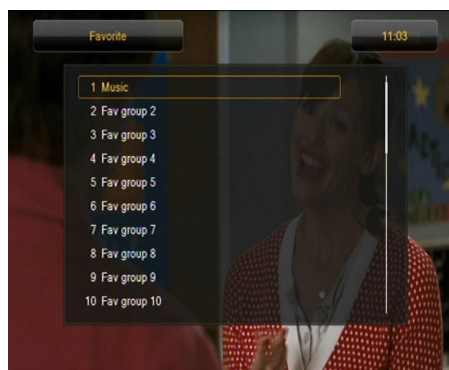 Favorite 11:03
1 Music
2 Fav group 2
3 Fav group 3
4 Fav group 4
5 Fav group 5
6 Fav group 6
7 Fav group 7
8 Fav group 8
9 Fav group 9
10 Fav group 10